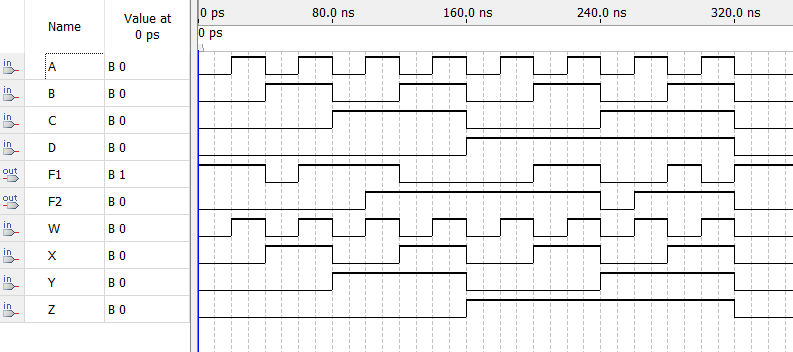 Name
Value at
0 ps
0 ps
80.0 ns
160.0 ns
240.0 ns
320.0 ns
0 ps
in A B 0
in B B 0
in C B 0
in D B 0
out F1 B 1
out F2 B 0
in W B 0
in X B 0
in Y B 0
in Z B 0